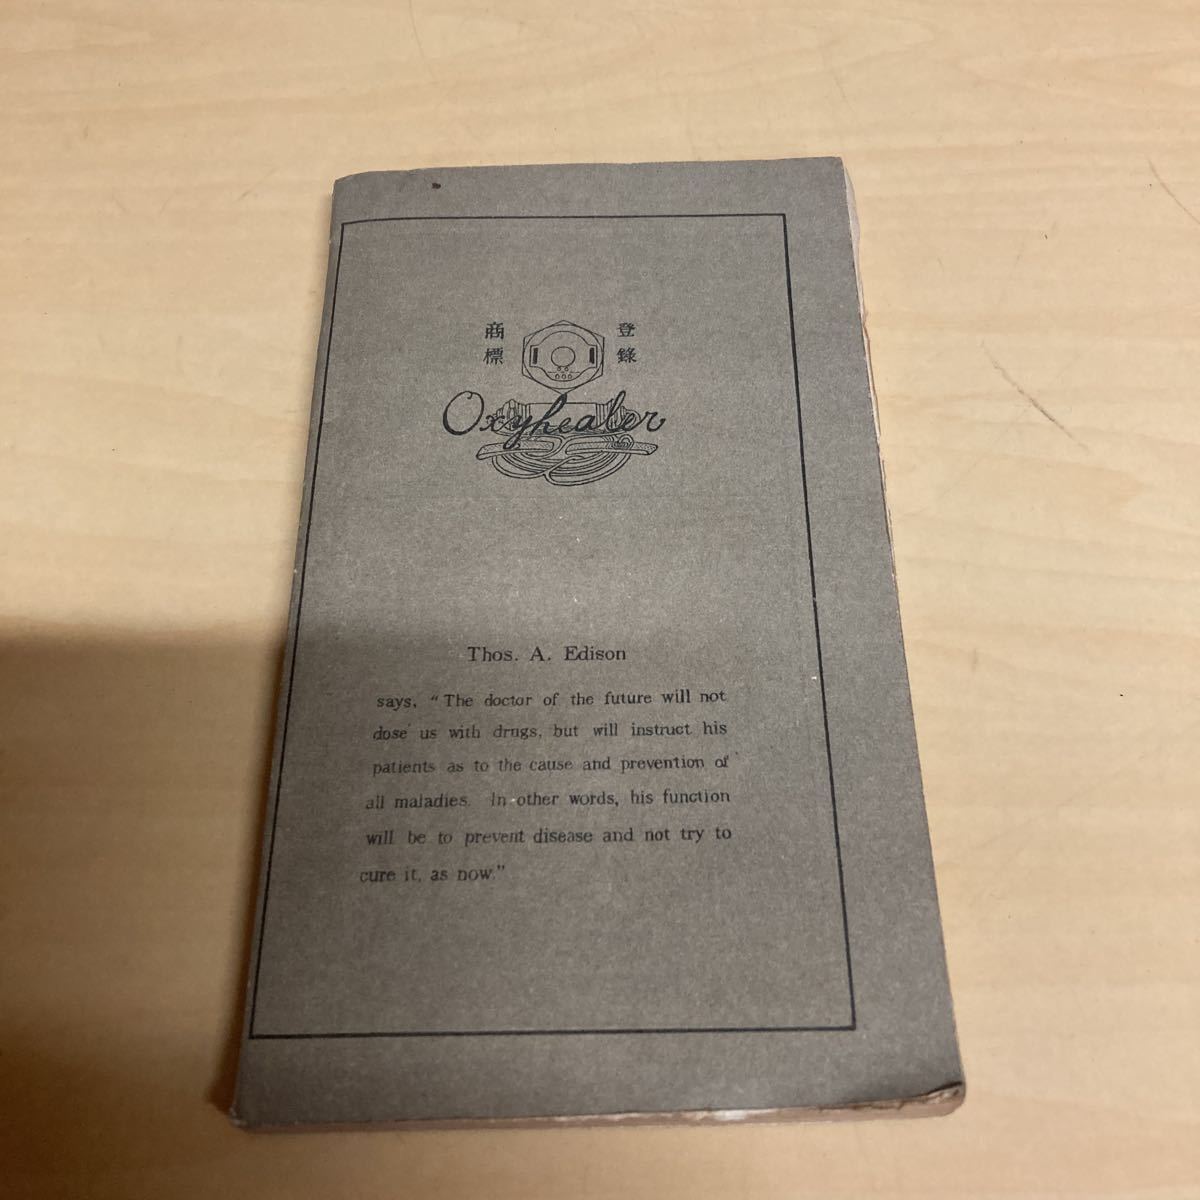 登錄
商標
Oxyhealer
Thos. A. Edison
says, "The doctor of the future will not
dose us with drngs, but will instruct his
patients as to the cause and prevention of
all maladies. In other words, his function
will be to prevent disease and not try to
cure it, as now."